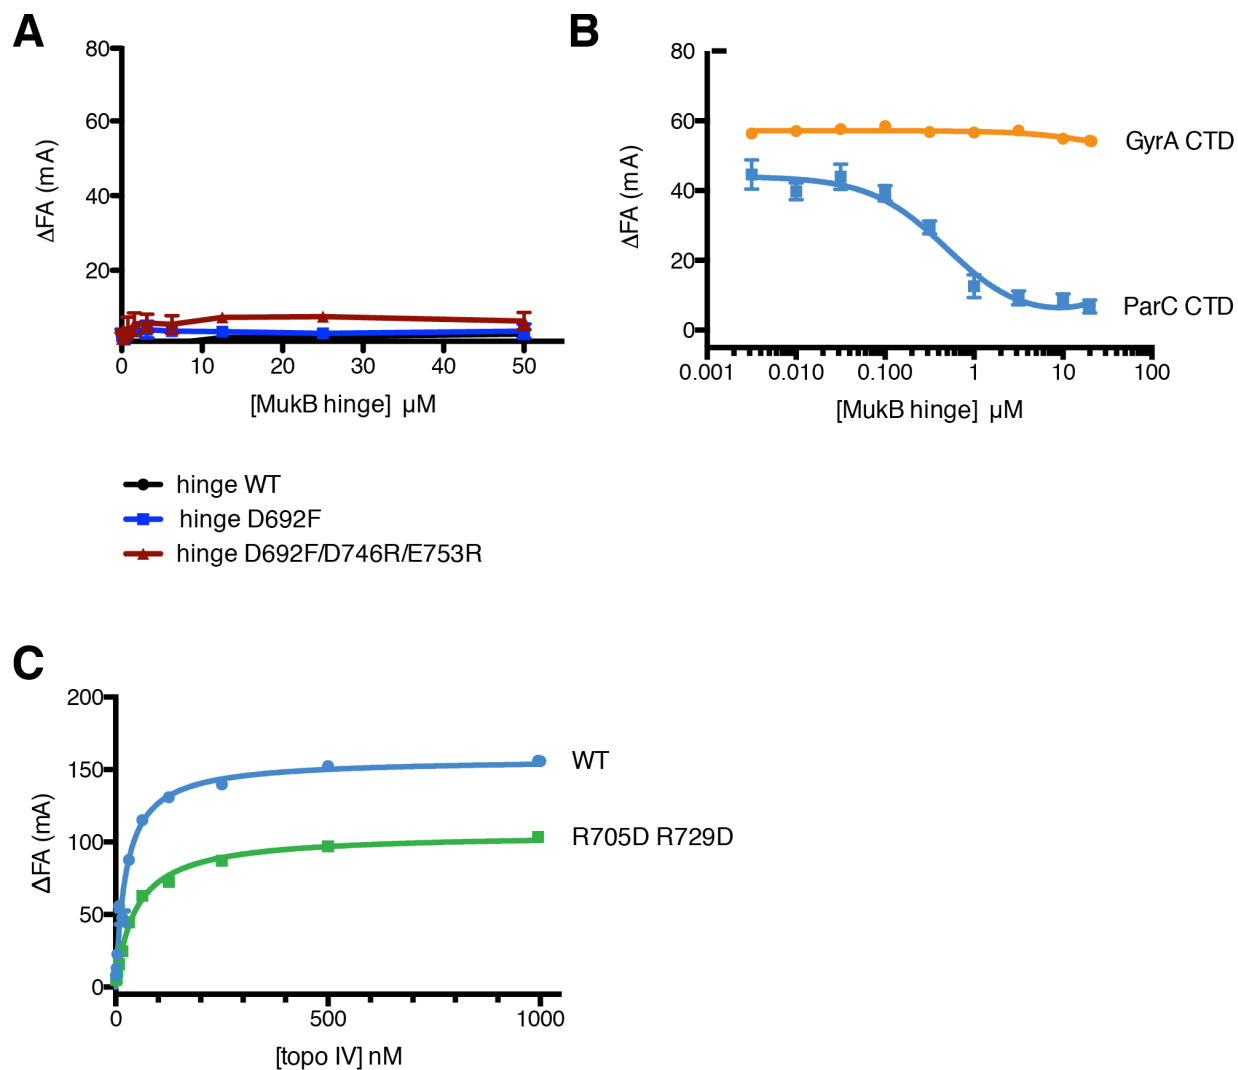 A
80
60
40
20
ΔFA (mA)
0 10 20 30 40 50
[MukB hinge] µM
hinge WT
hinge D692F
hinge D692F/D746R/E753R
B
80
60
40
20
0
ΔFA (mA)
GyrA CTD
ParC CTD
0.001 0.010 0.100 1 10 100
[MukB hinge] µM
C
200
150
100
50
0
ΔFA (mA)
WT
R705D R729D
0 500 1000
[topo IV] nM